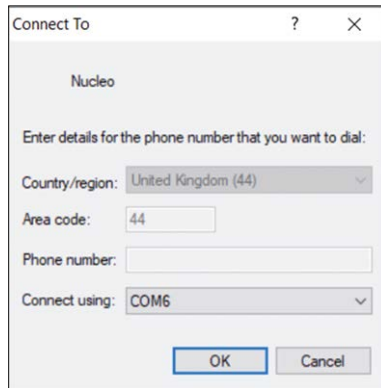 Connect To ?
Nucleo
Enter details for the phone number that you want to dial:
Country/region: United Kingdom (44)
Area code: 44
Phone number:
Connect using: COM6
OK Cancel